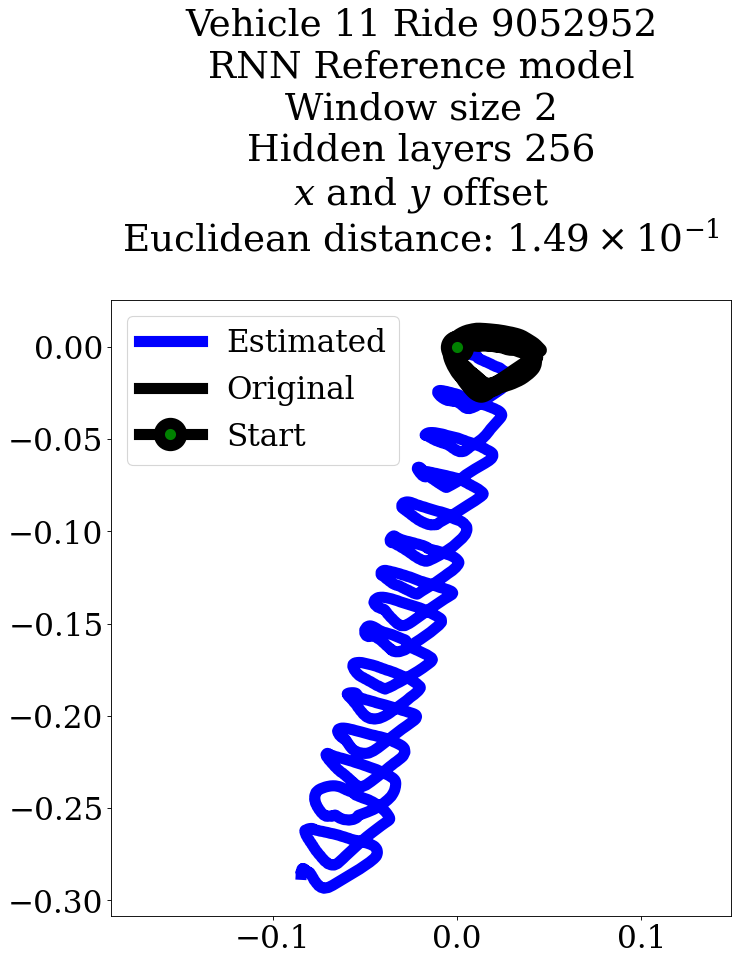 Vehicle 11 Ride 9052952
RNN Reference model
Window size 2
Hidden layers 256
x and y offset
Euclidean distance: 1.49 × 10⁻¹
Estimated
Original
Start
0.00
−0.05
−0.10
−0.15
−0.20
−0.25
−0.30
−0.1 0.0 0.1